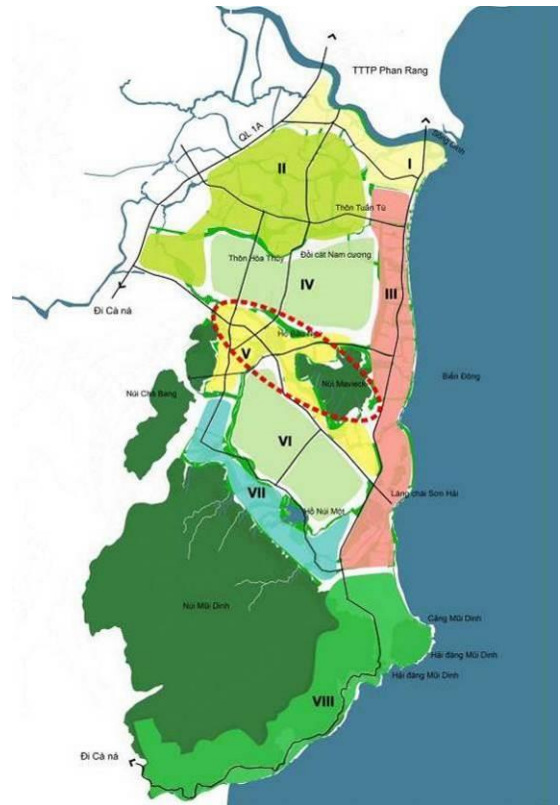 TTTP Phan Rang
QL 1A
Sông Dinh
I
II
Thôn Tuấn Tú
Thôn Hòa Thủy
Đồi cát Nam cương
IV
III
Đi Cà ná
V
Núi Mavieck
Biển Đông
Núi Chà Bang
VI
VII
Làng chài Sơn Hải
Hồ Núi Một
Núi Mũi Dinh
Cảng Mũi Dinh
Hải đăng Mũi Dinh
Hải đăng Mũi Dinh
VIII
Đi Cà ná